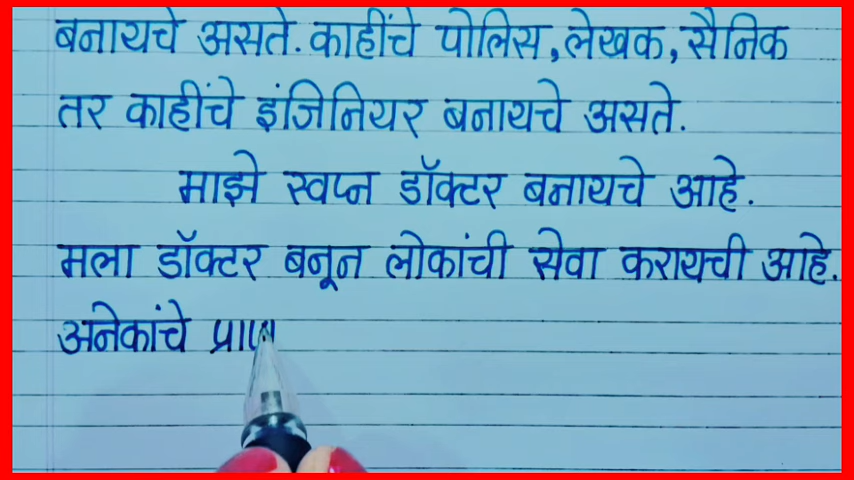 बनायचे असते. काहींचे पोलिस, लेखक, सैनिक
तर काहींचे इंजिनियर बनायचे असते.
माझे स्वप्न डॉक्टर बनायचे आहे.
मला डॉक्टर बनून लोकांची सेवा करायची आहे.
अनेकांचे प्राण